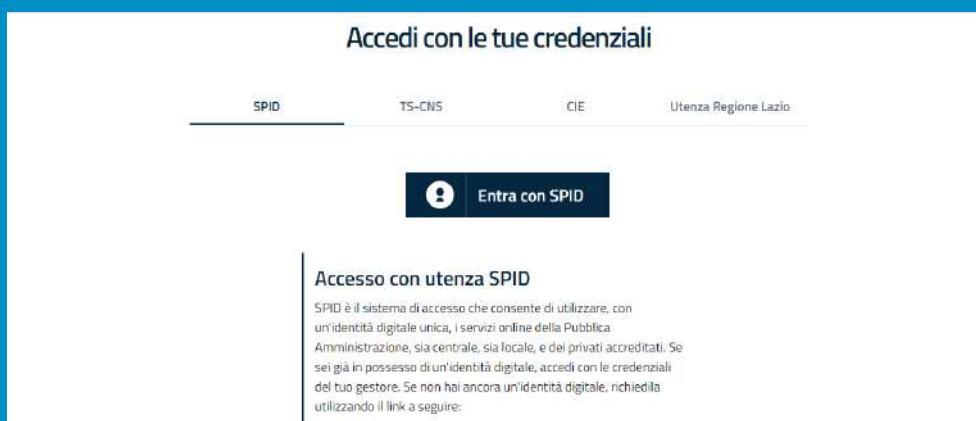 Accedi con le tue credenziali
SPID TS-CNS CIE Utenza Regione Lazio
Entra con SPID
Accesso con utenza SPID
SPID è il sistema di accesso che consente di utilizzare, con
un'identità digitale unica, i servizi online della Pubblica
Amministrazione, sia centrale, sia locale, e dei privati accreditati. Se
sei già in possesso di un'identità digitale, accedi con le credenziali
del tuo gestore. Se non hai ancora un'identità digitale, richiedila
utilizzando il link a seguire: